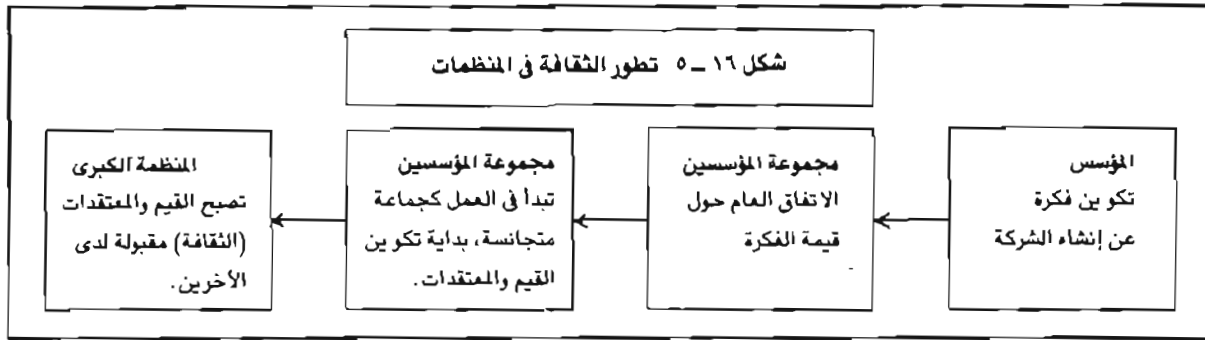 شكل ١٦ – ٥ تطور الثقافة في المنظمات
المؤسس
تكوين فكرة
عن إنشاء الشركة
مجموعة المؤسسين
الاتفاق العام حول
قيمة الفكرة
مجموعة المؤسسين
تبدأ في العمل كجماعة
متجانسة، بداية تكوين
القيم والمعتقدات.
المنظمة الكبرى
تصبح القيم والمعتقدات
(الثقافة) مقبولة لدى
الأخرين.